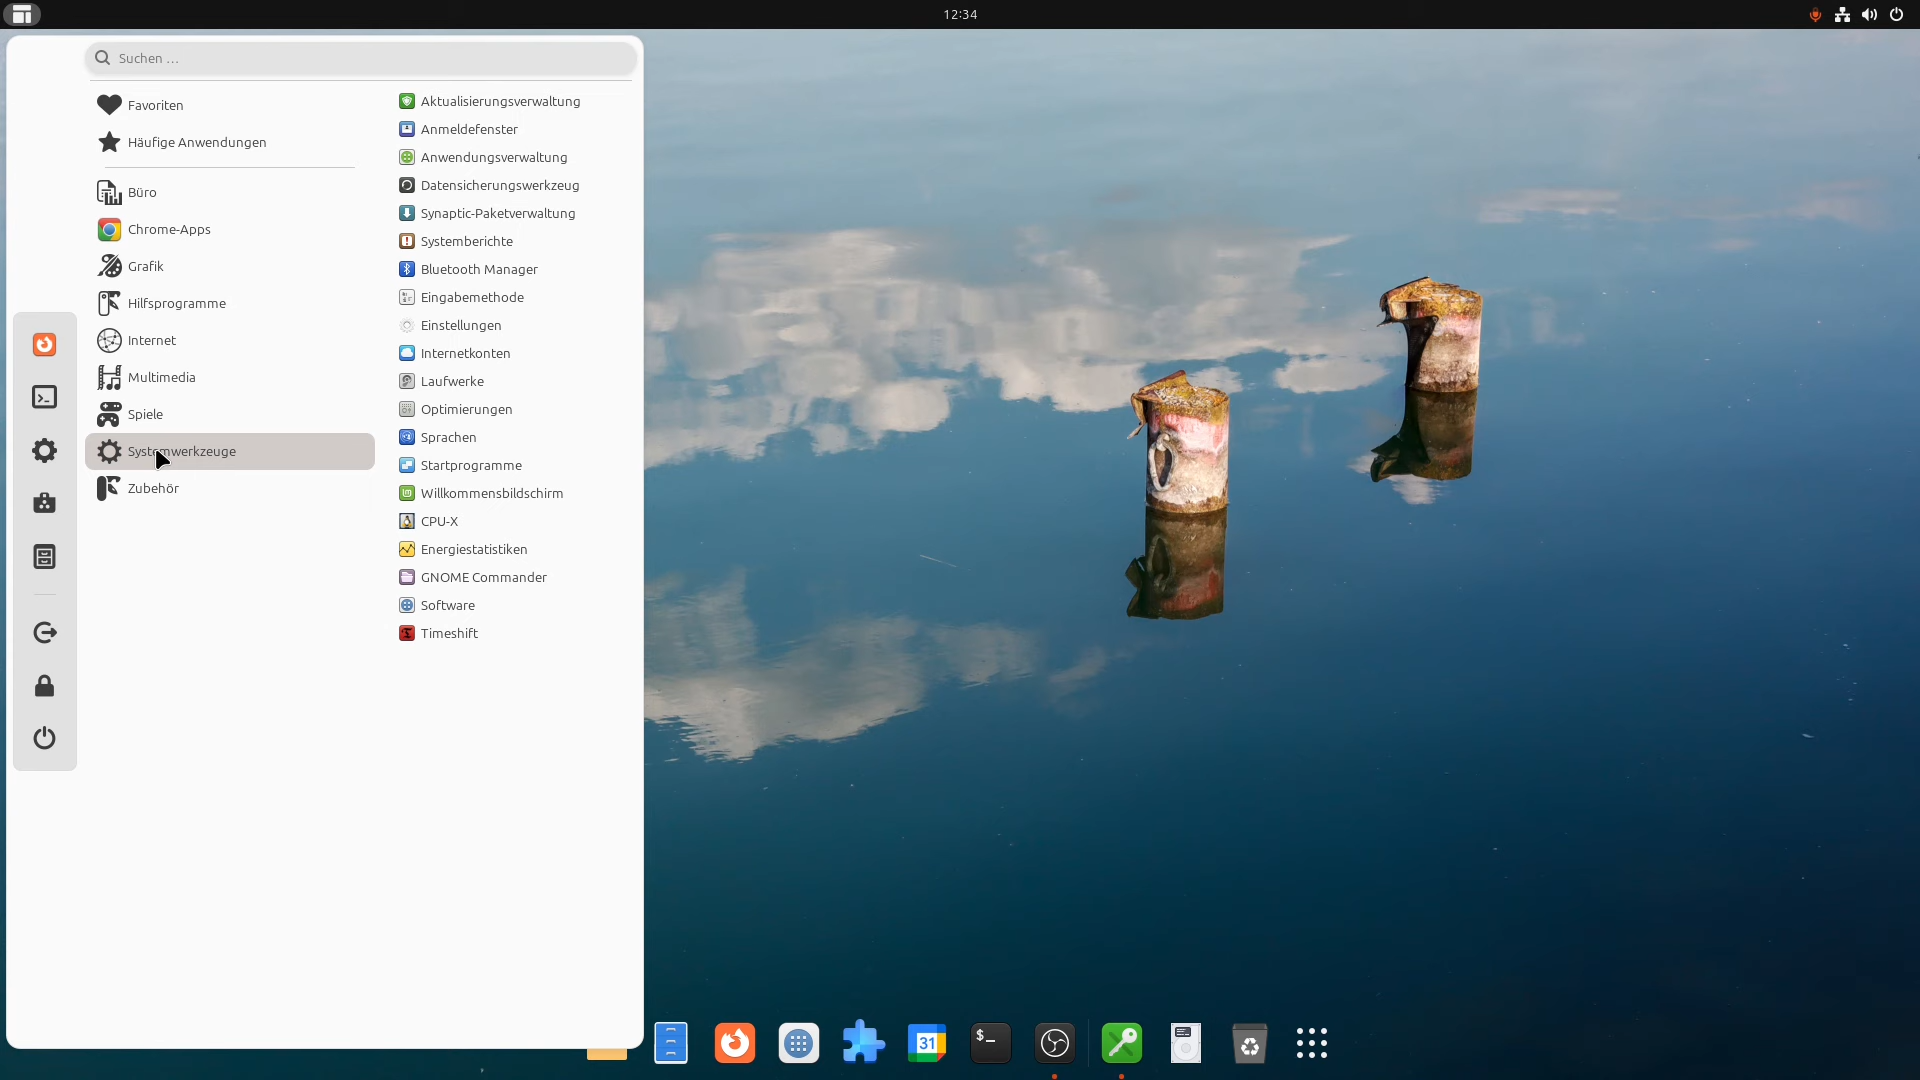 12:34
Suchen ...
Favoriten
Häufige Anwendungen
Büro
Chrome-Apps
Grafik
Hilfsprogramme
Internet
Multimedia
Spiele
Systemwerkzeuge
Zubehör
Aktualisierungsverwaltung
Anmeldefenster
Anwendungsverwaltung
Datensicherungswerkzeug
Synaptic-Paketverwaltung
Systemberichte
Bluetooth Manager
Eingabemethode
Einstellungen
Internetkonten
Laufwerke
Optimierungen
Sprachen
Startprogramme
Willkommensbildschirm
CPU-X
Energiestatistiken
GNOME Commander
Software
Timeshift
31
$–